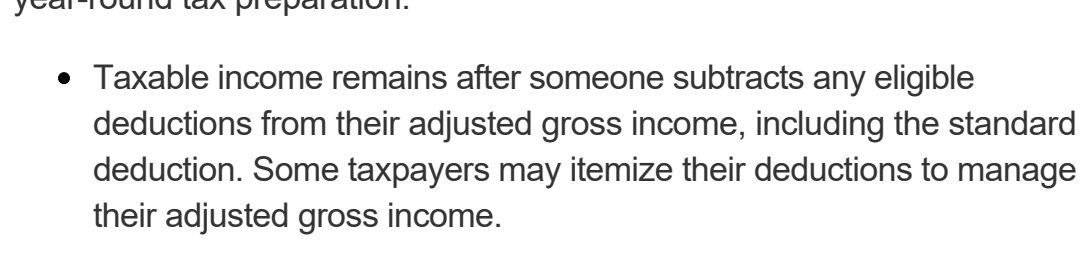 year-round tax preparation.
Taxable income remains after someone subtracts any eligible
deductions from their adjusted gross income, including the standard
deduction. Some taxpayers may itemize their deductions to manage
their adjusted gross income.